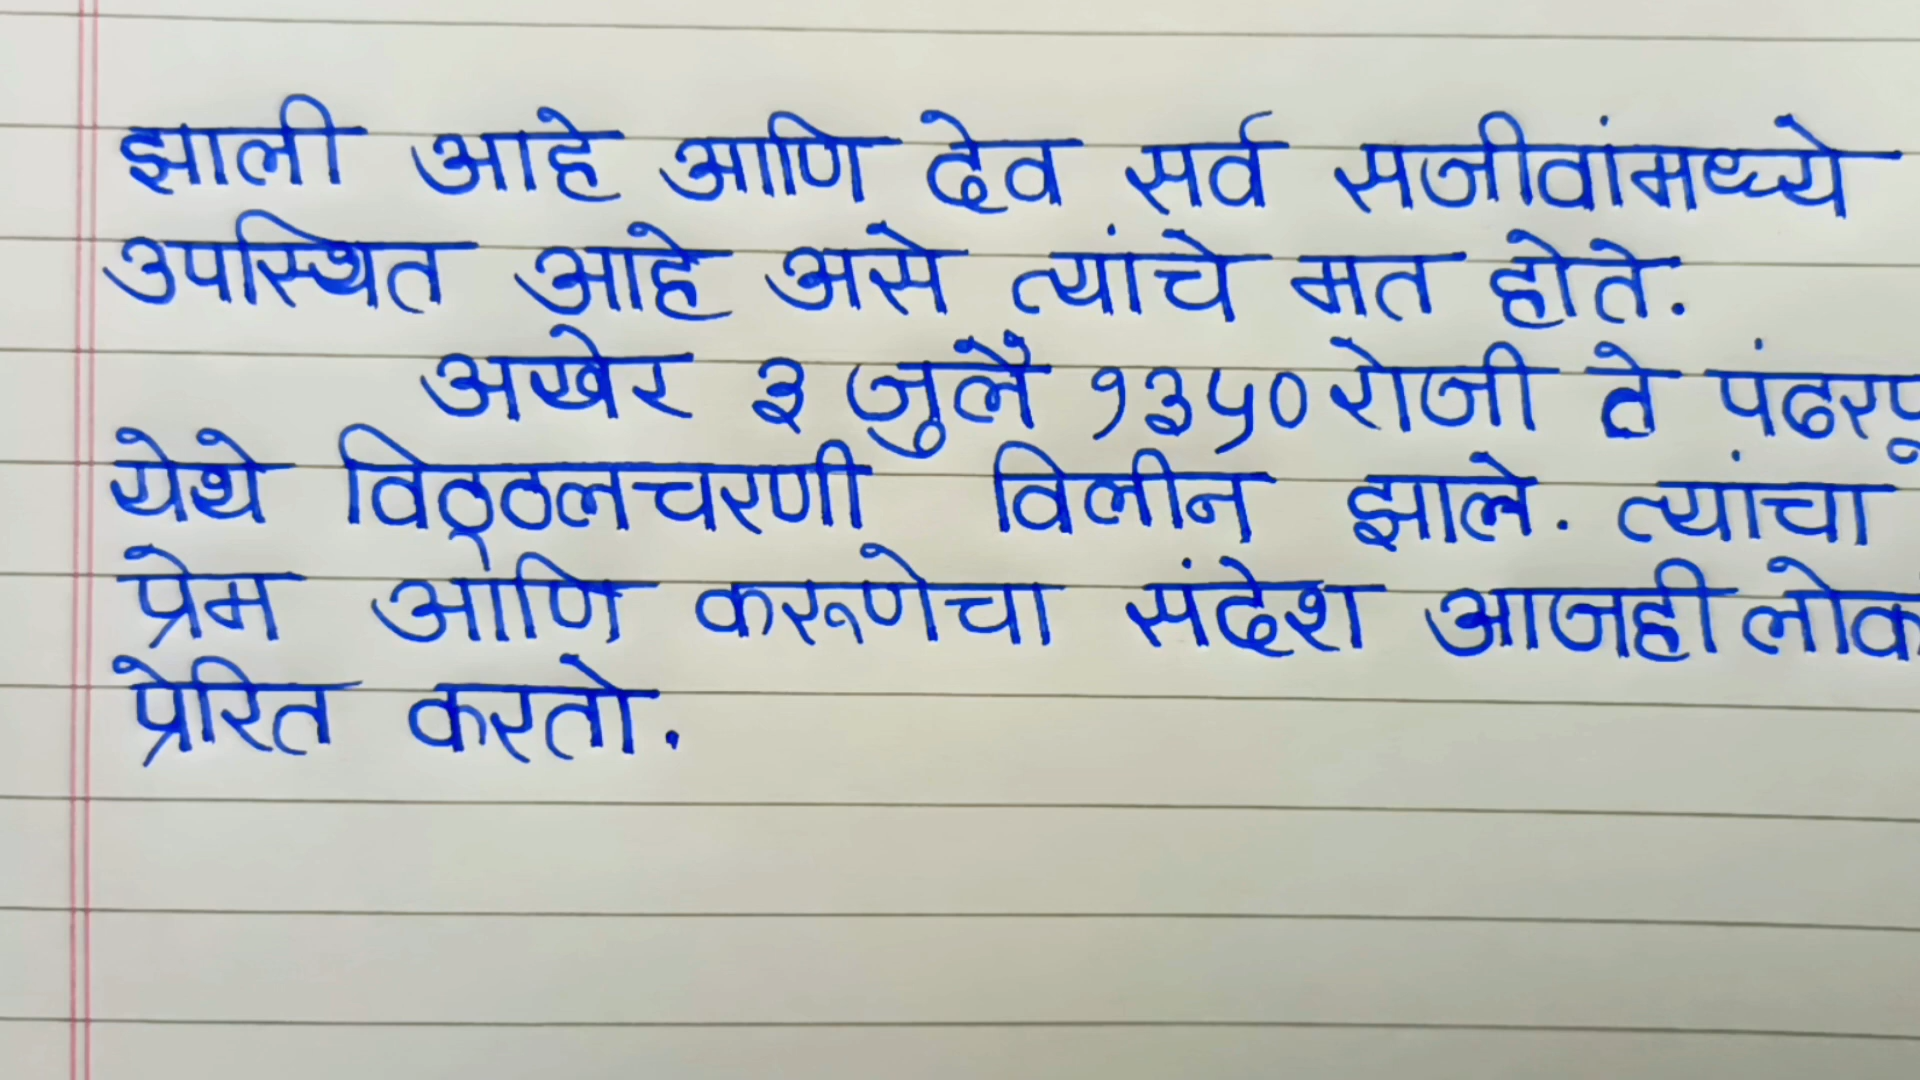 झाली आहे आणि देव सर्व सजीवांमध्ये
उपस्थित आहे असे त्यांचे मत होते.
अखेर ३ जुलै १३५० रोजी ते पंढरपू
येथे विठ्ठलचरणी विलीन झाले. त्यांचा
प्रेम आणि करूणेचा संदेश आजही लोक
प्रेरित करतो.